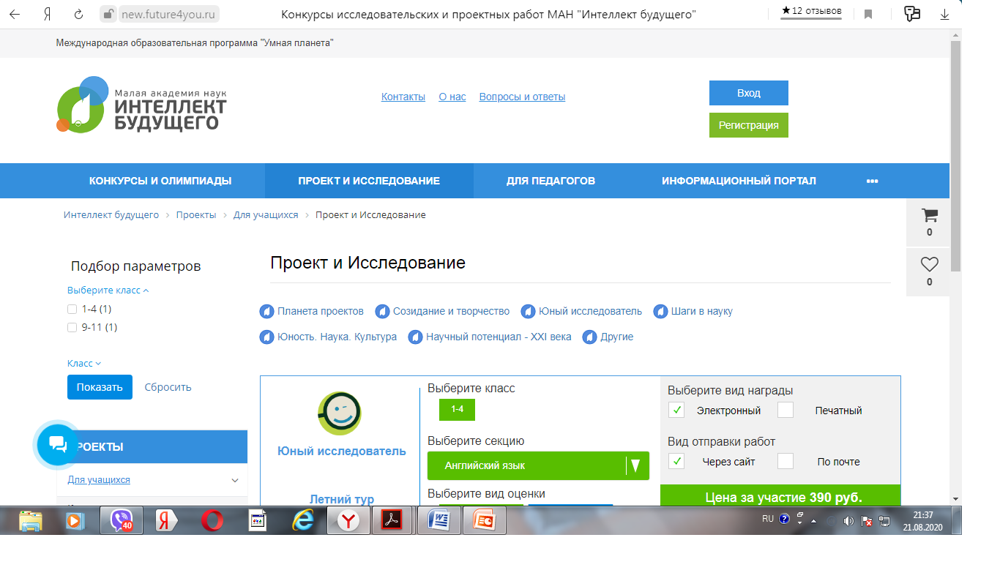 new.future4you.ru
Конкурсы исследовательских и проектных работ МАН "Интеллект будущего"
★12 отзывов
Международная образовательная программа "Умная планета"
Малая академия наук
ИНТЕЛЛЕКТ
БУДУЩЕГО
Контакты О нас Вопросы и ответы
Вход
Регистрация
КОНКУРСЫ И ОЛИМПИАДЫ ПРОЕКТ И ИССЛЕДОВАНИЕ ДЛЯ ПЕДАГОГОВ ИНФОРМАЦИОННЫЙ ПОРТАЛ •••
Интеллект будущего > Проекты > Для учащихся > Проект и Исследование
0
0
Подбор параметров
Выберите класс
1-4 (1)
9-11 (1)
Класс
Показать Сбросить
РОЕКТЫ
Для учащихся
Проект и Исследование
Планета проектов Созидание и творчество Юный исследователь Шаги в науку
Юность. Наука. Культура Научный потенциал - XXI века Другие
Юный исследователь
Летний тур
Выберите класс
1-4
Выберите секцию
Английский язык
Выберите вид оценки
Выберите вид награды
Электронный Печатный
Вид отправки работ
Через сайт По почте
Цена за участие 390 руб.
40
RU
21:37
21.08.2020